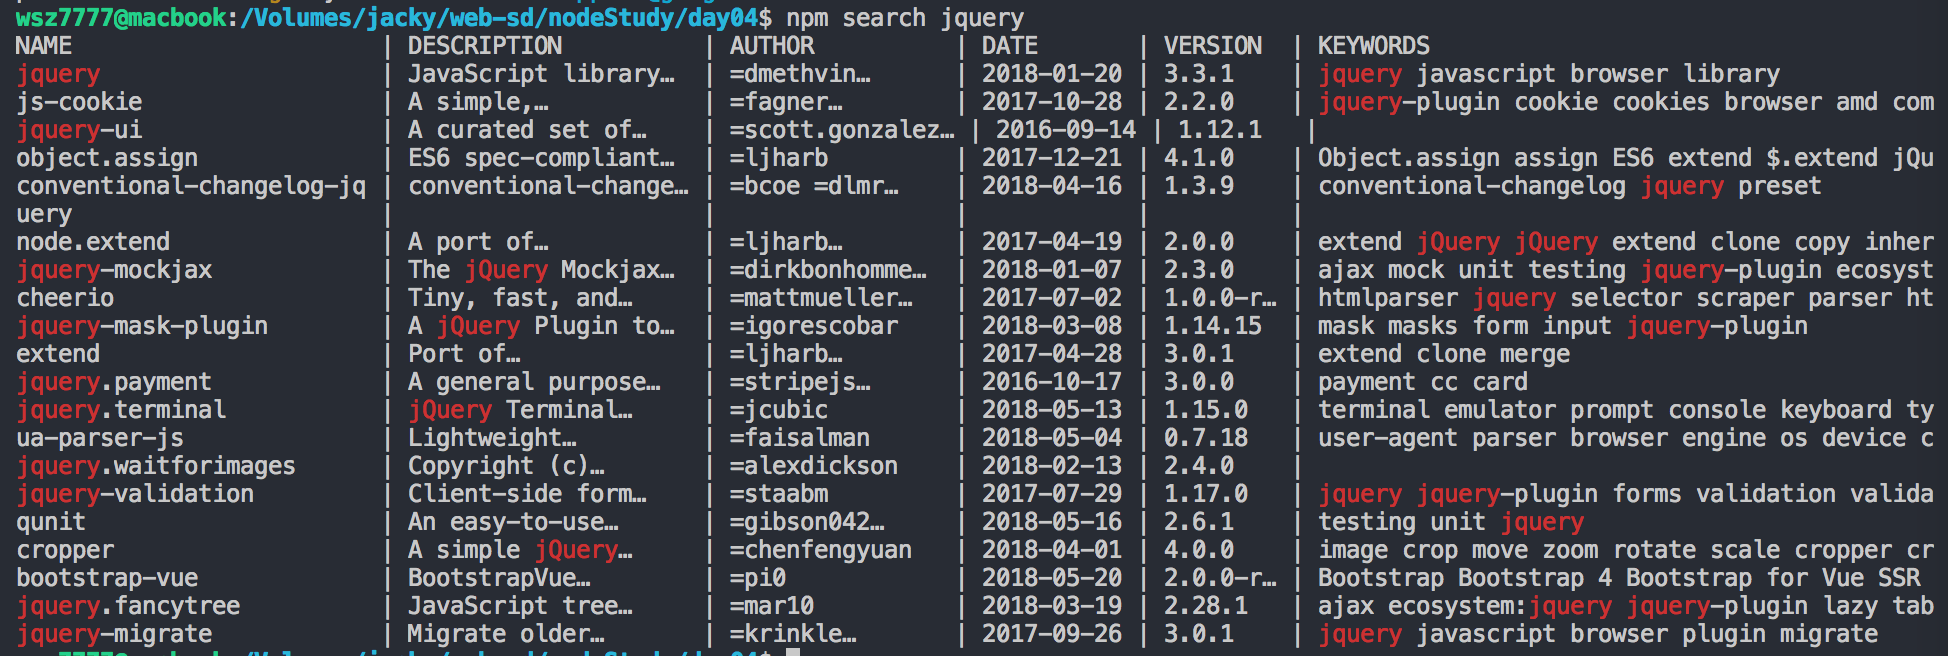 wsz7777@macbook:/Volumes/jacky/web-sd/nodeStudy/day04$ npm search jquery
NAME | DESCRIPTION | AUTHOR | DATE | VERSION | KEYWORDS
jquery | JavaScript library… | =dmethvin… | 2018-01-20 | 3.3.1 | jquery javascript browser library
js-cookie | A simple,… | =fagner… | 2017-10-28 | 2.2.0 | jquery-plugin cookie cookies browser amd com
jquery-ui | A curated set of… | =scott.gonzalez… | 2016-09-14 | 1.12.1 |
object.assign | ES6 spec-compliant… | =ljharb | 2017-12-21 | 4.1.0 | Object.assign assign ES6 extend $.extend jQu
conventional-changelog-jq | conventional-change… | =bcoe =dlmr… | 2018-04-16 | 1.3.9 | conventional-changelog jquery preset
uery | | | | |
node.extend | A port of… | =ljharb… | 2017-04-19 | 2.0.0 | extend jQuery jQuery extend clone copy inher
jquery-mockjax | The jQuery Mockjax… | =dirkbonhomme… | 2018-01-07 | 2.3.0 | ajax mock unit testing jquery-plugin ecosyst
cheerio | Tiny, fast, and… | =mattmueller… | 2017-07-02 | 1.0.0-r… | htmlparser jquery selector scraper parser ht
jquery-mask-plugin | A jQuery Plugin to… | =igorescobar | 2018-03-08 | 1.14.15 | mask masks form input jquery-plugin
extend | Port of… | =ljharb… | 2017-04-28 | 3.0.1 | extend clone merge
jquery.payment | A general purpose… | =stripejs… | 2016-10-17 | 3.0.0 | payment cc card
jquery.terminal | jQuery Terminal… | =jcubic | 2018-05-13 | 1.15.0 | terminal emulator prompt console keyboard ty
ua-parser-js | Lightweight… | =faisalman | 2018-05-04 | 0.7.18 | user-agent parser browser engine os device c
jquery.waitforimages | Copyright (c)… | =alexdickson | 2018-02-13 | 2.4.0 |
jquery-validation | Client-side form… | =staabm | 2017-07-29 | 1.17.0 | jquery jquery-plugin forms validation valida
qunit | An easy-to-use… | =gibson042… | 2018-05-16 | 2.6.1 | testing unit jquery
cropper | A simple jQuery… | =chenfengyuan | 2018-04-01 | 4.0.0 | image crop move zoom rotate scale cropper cr
bootstrap-vue | BootstrapVue… | =pi0 | 2018-05-20 | 2.0.0-r… | Bootstrap Bootstrap 4 Bootstrap for Vue SSR
jquery.fancytree | JavaScript tree… | =mar10 | 2018-03-19 | 2.28.1 | ajax ecosystem:jquery jquery-plugin lazy tab
jquery-migrate | Migrate older… | =krinkle… | 2017-09-26 | 3.0.1 | jquery javascript browser plugin migrate